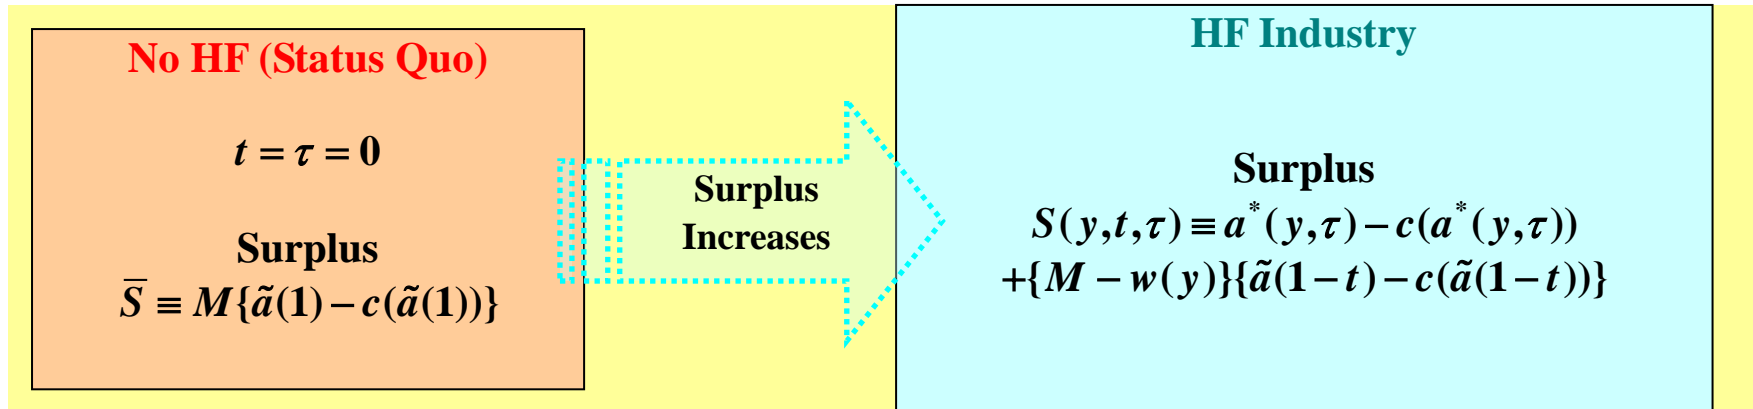 No HF (Status Quo)
t = τ = 0
Surplus
S̅ ≡ M{ã(1) − c(ã(1))}
Surplus
Increases
HF Industry
Surplus
S(y,t,τ) ≡ a*(y,τ) − c(a*(y,τ))
+{M − w(y)}{ã(1−t) − c(ã(1−t))}